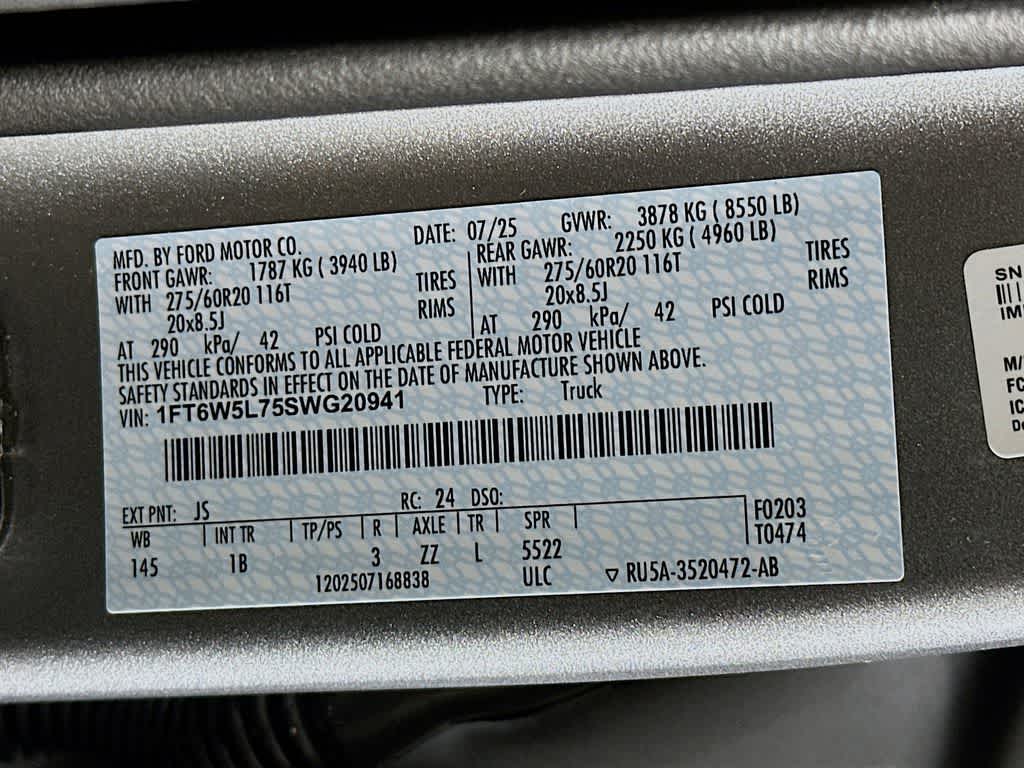 MFD. BY FORD MOTOR CO. DATE: 07/25 GVWR: 3878 KG ( 8550 LB)
FRONT GAWR: 1787 KG ( 3940 LB) REAR GAWR: 2250 KG ( 4960 LB)
WITH 275/60R20 116T TIRES WITH 275/60R20 116T TIRES
20x8.5J RIMS 20x8.5J RIMS
AT 290 kPa/ 42 PSI COLD AT 290 kPa/ 42 PSI COLD
THIS VEHICLE CONFORMS TO ALL APPLICABLE FEDERAL MOTOR VEHICLE
SAFETY STANDARDS IN EFFECT ON THE DATE OF MANUFACTURE SHOWN ABOVE.
VIN: 1FT6W5L75SWG20941 TYPE: Truck
EXT PNT: JS RC: 24 DSO:
WB INT TR TP/PS R AXLE TR SPR F0203
145 1B 3 ZZ L 5522 T0474
1202507168838 ULC ▽ RU5A-3520472-AB
SN
IM
M/
FC
IC